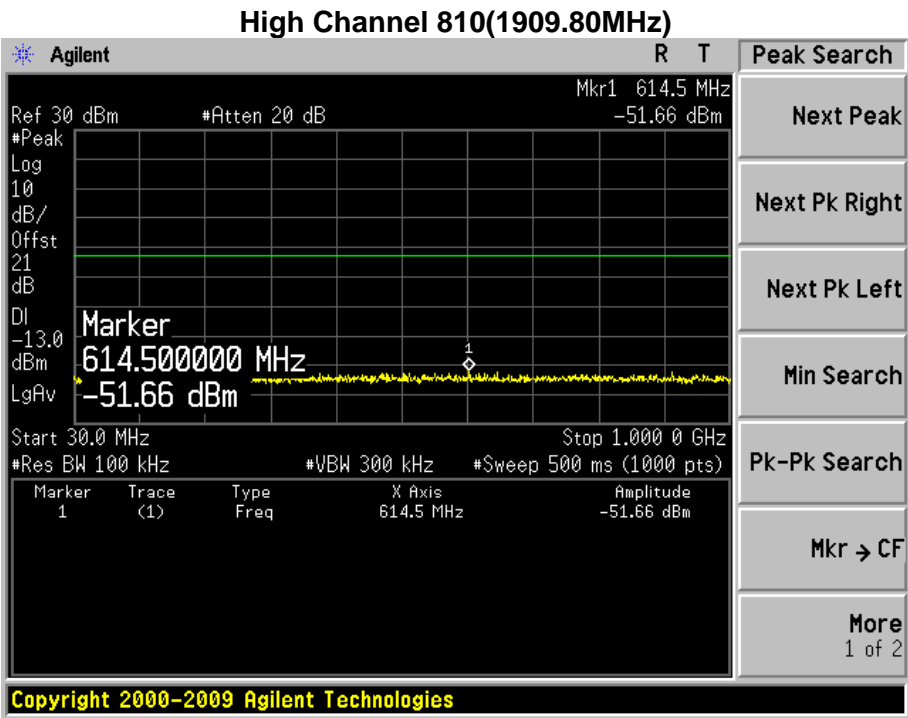 High Channel 810(1909.80MHz)
Agilent R T Peak Search
Mkr1 614.5 MHz
Ref 30 dBm #Atten 20 dB -51.66 dBm
#Peak
Log
10
dB/
Offst
21
dB
DI
-13.0
dBm
LgAv
Marker
614.500000 MHz
-51.66 dBm
1
Start 30.0 MHz Stop 1.000 0 GHz
#Res BW 100 kHz #VBW 300 kHz #Sweep 500 ms (1000 pts)
Marker Trace Type X Axis Amplitude
1 (1) Freq 614.5 MHz -51.66 dBm
Next Peak
Next Pk Right
Next Pk Left
Min Search
Pk-Pk Search
Mkr → CF
More
1 of 2
Copyright 2000-2009 Agilent Technologies